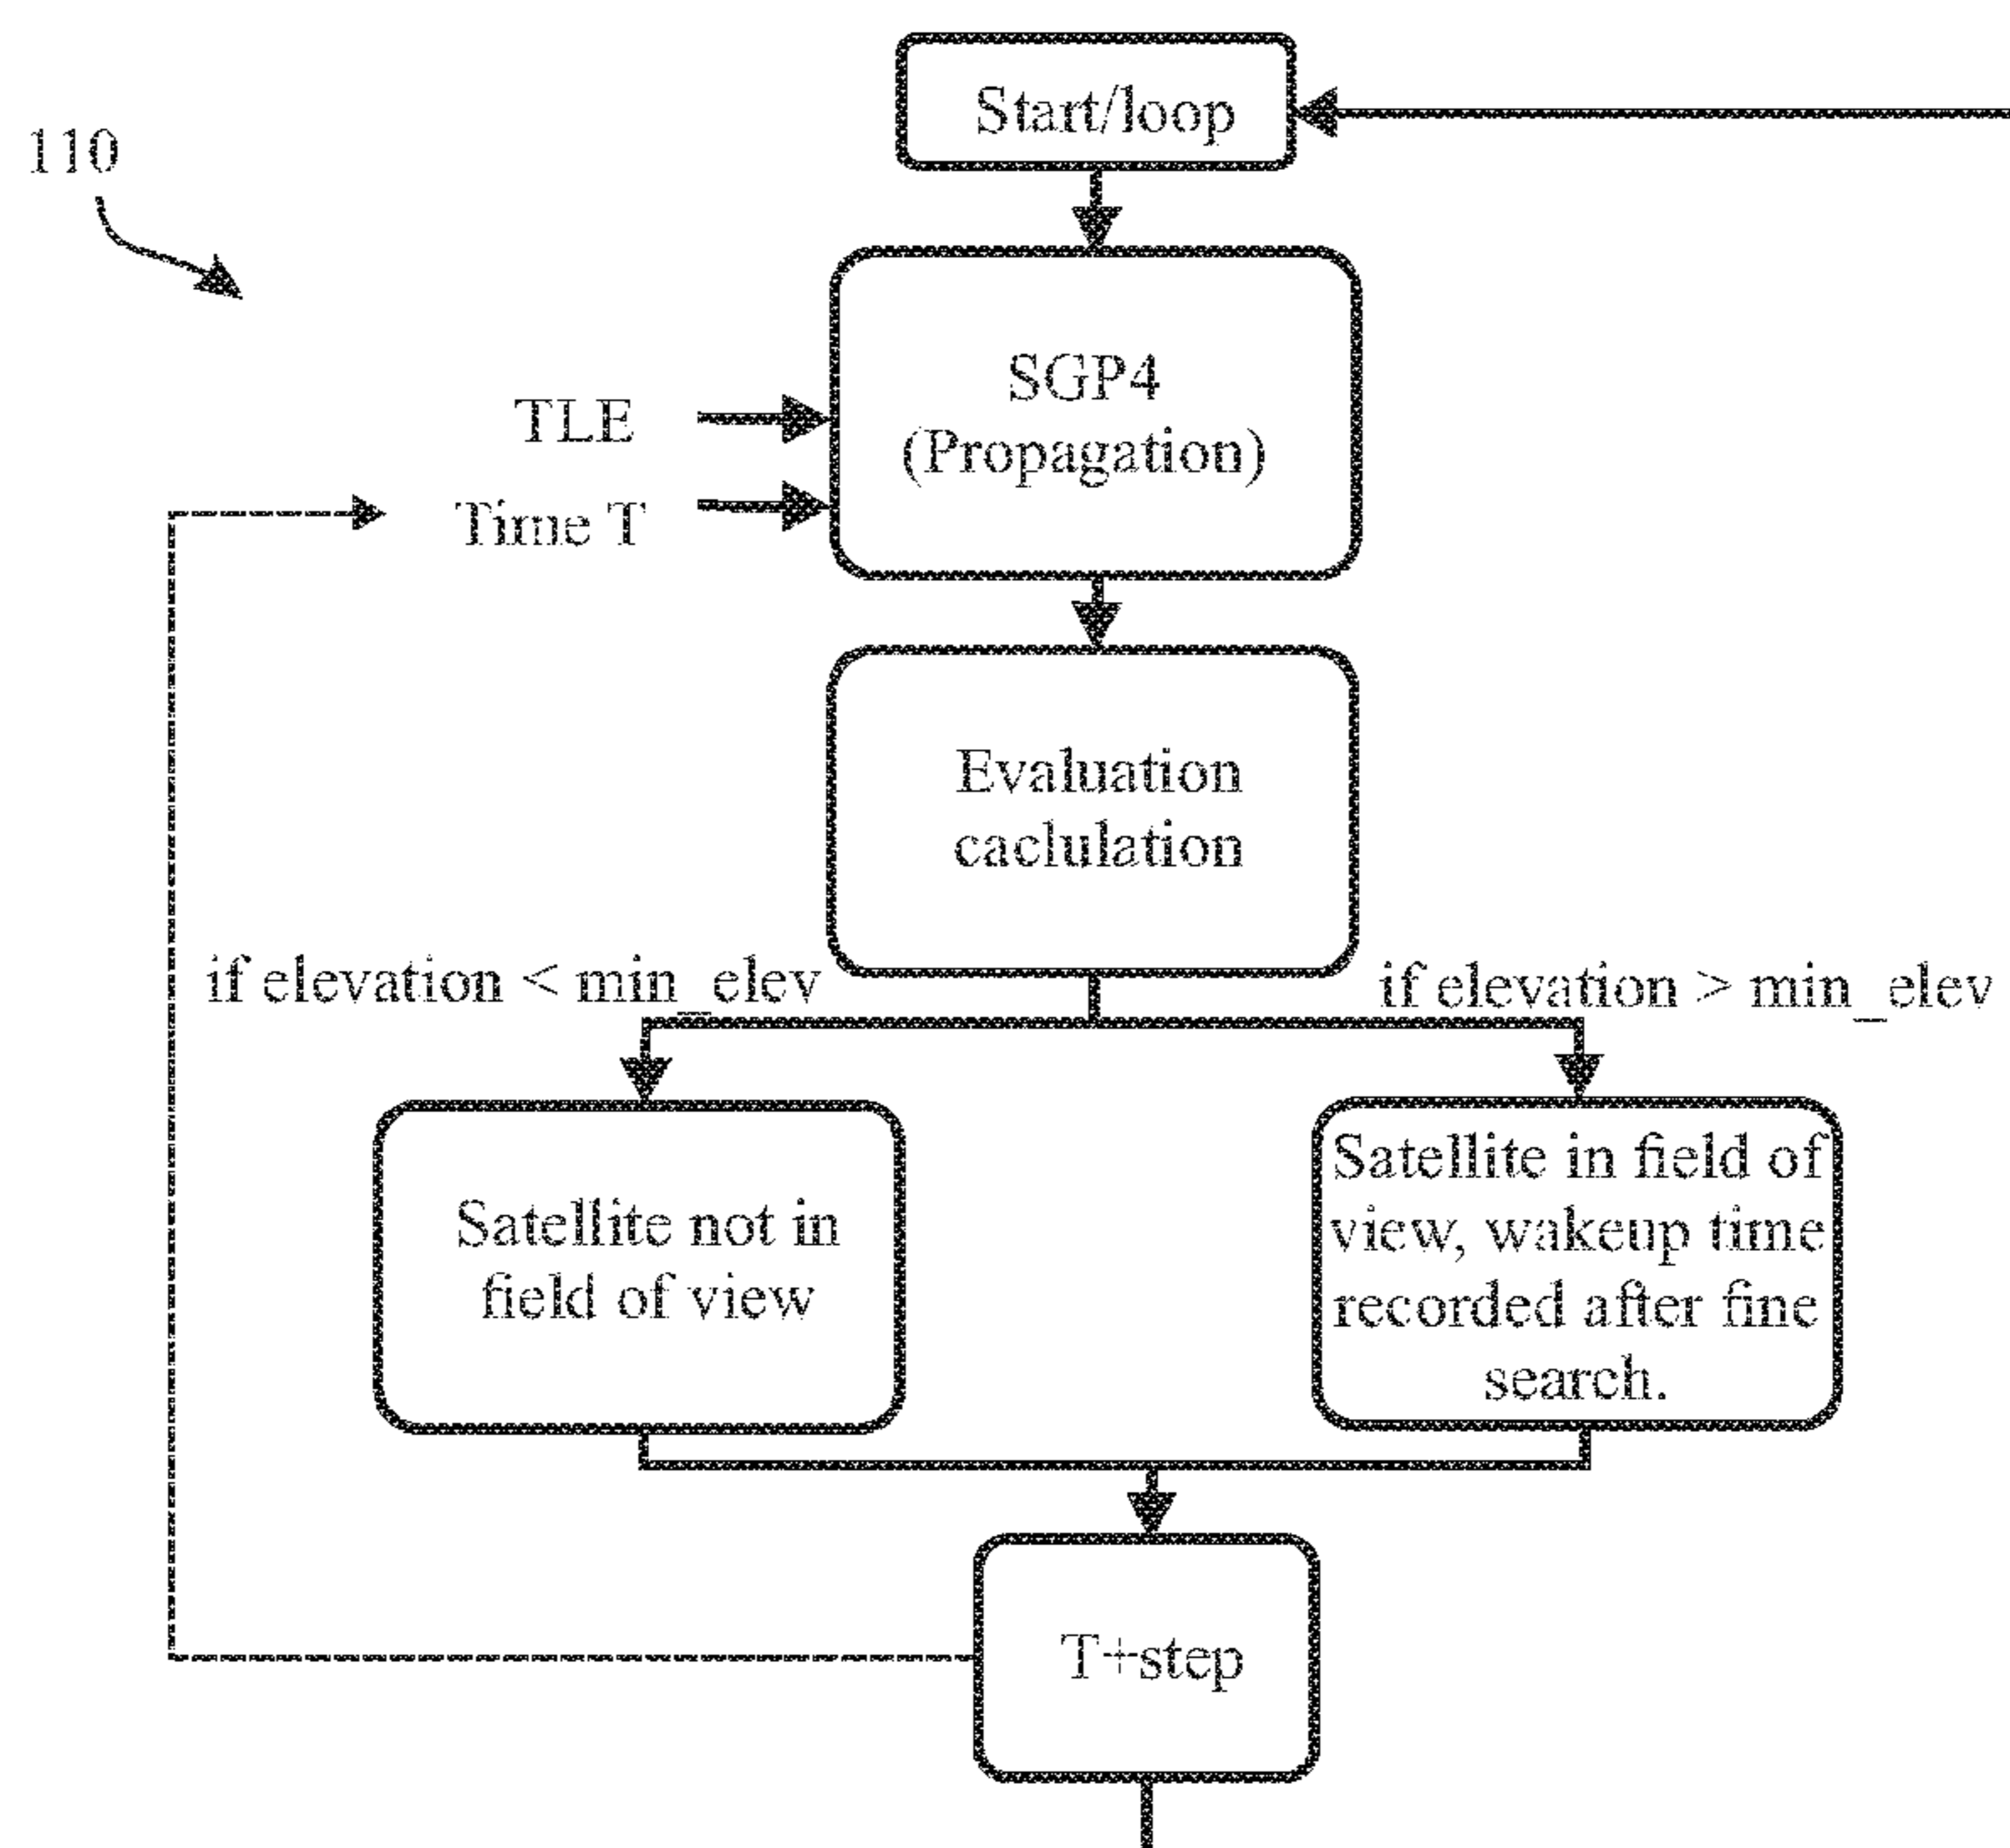 Start/loop
110
SGP4
(Propagation)
TLE
Time T
Evaluation
caclulation
if elevation < min_elev
if elevation > min_elev
Satellite not in
field of view
Satellite in field of
view, wakeup time
recorded after fine
search.
T+step